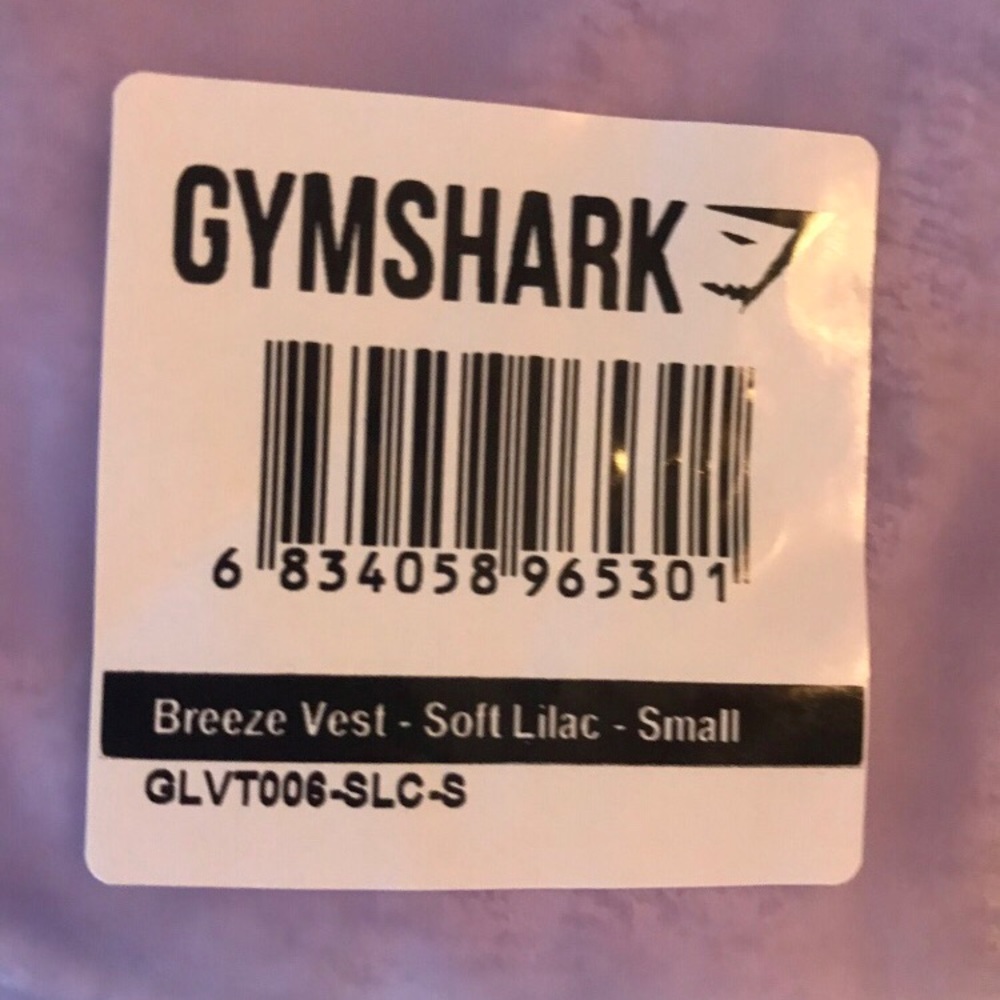 GYMSHARK
6 834058 965301
Breeze Vest - Soft Lilac - Small
GLVT006-SLC-S